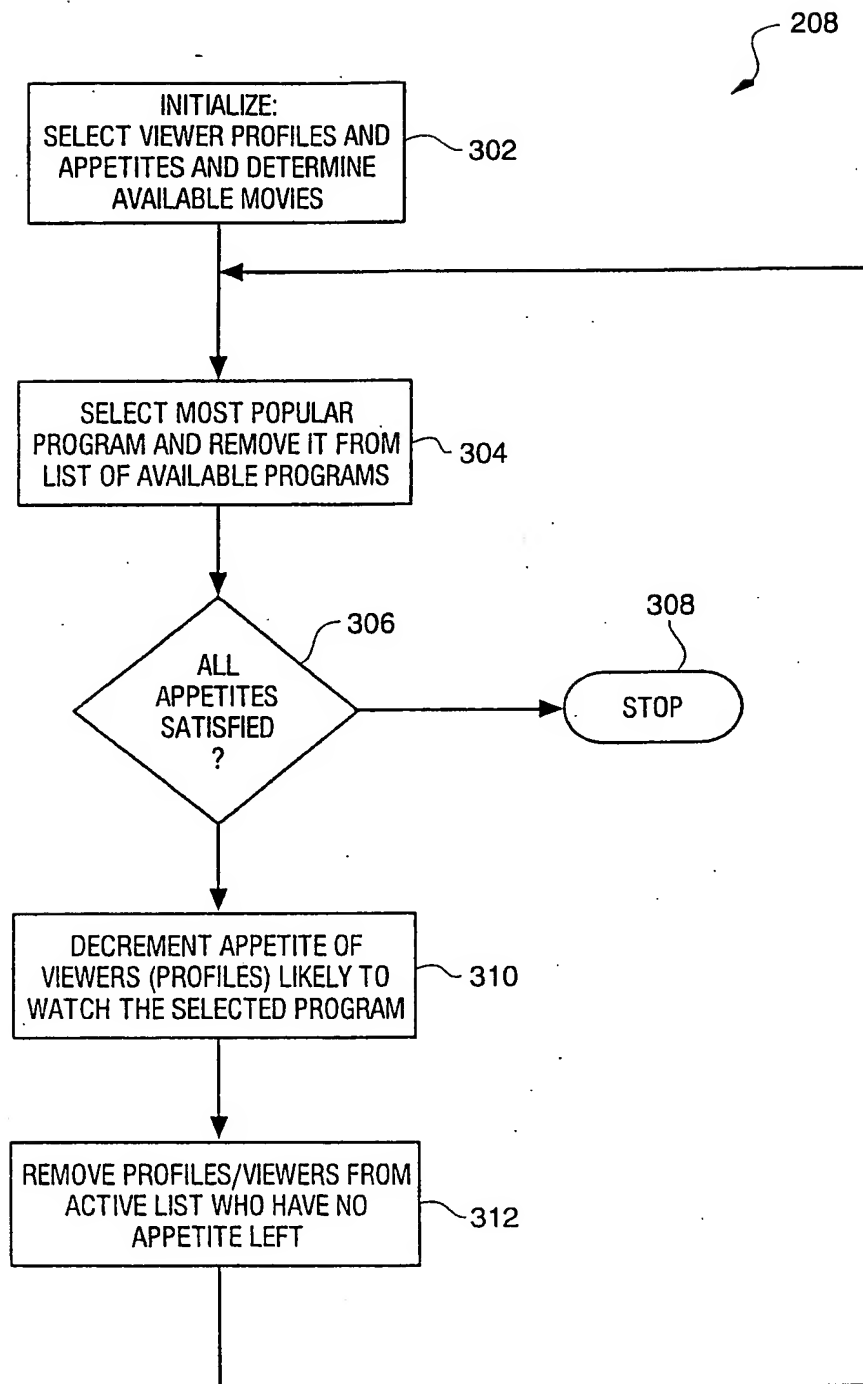 208
INITIALIZE:
SELECT VIEWER PROFILES AND
APPETITES AND DETERMINE
AVAILABLE MOVIES
302
SELECT MOST POPULAR
PROGRAM AND REMOVE IT FROM
LIST OF AVAILABLE PROGRAMS
304
ALL
APPETITES
SATISFIED
?
306
308
STOP
DECREMENT APPETITE OF
VIEWERS (PROFILES) LIKELY TO
WATCH THE SELECTED PROGRAM
310
REMOVE PROFILES/VIEWERS FROM
ACTIVE LIST WHO HAVE NO
APPETITE LEFT
312